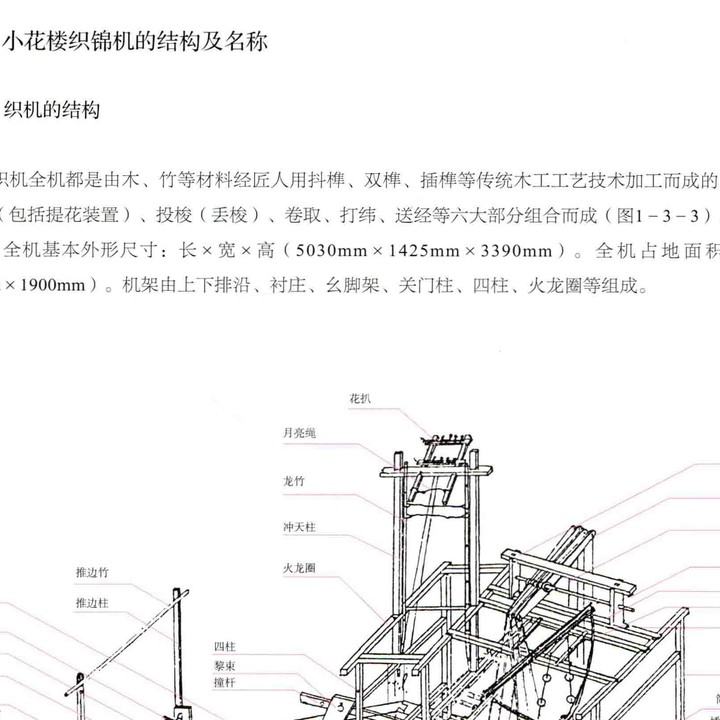 小花楼织锦机的结构及名称
织机的结构
织机全机都是由木、竹等材料经匠人用抖榫、双榫、插榫等传统木工工艺技术加工而成的
（包括提花装置）、投梭（丢梭）、卷取、打纬、送经等六大部分组合而成（图1－3－3）
全机基本外形尺寸：长×宽×高（5030mm×1425mm×3390mm）。全机占地面积
×1900mm）。机架由上下排沿、衬庄、幺脚架、关门柱、四柱、火龙圈等组成。
花扒
月亮绳
龙竹
冲天柱
火龙圈
推边竹
推边柱
四柱
黎束
撞杆